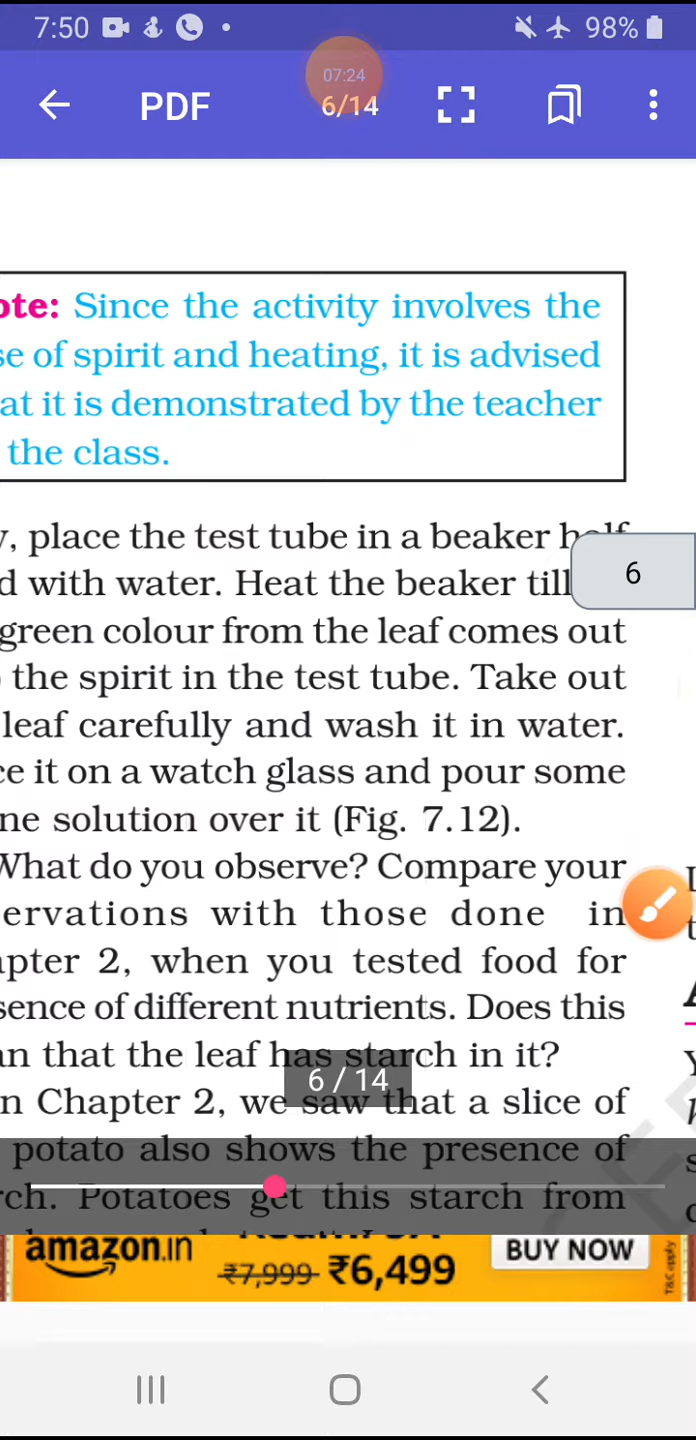 7:50
98%
07:24
PDF
6/14
ote: Since the activity involves the
se of spirit and heating, it is advised
at it is demonstrated by the teacher
the class.
, place the test tube in a beaker half
d with water. Heat the beaker till
6
green colour from the leaf comes out
the spirit in the test tube. Take out
leaf carefully and wash it in water.
ce it on a watch glass and pour some
ne solution over it (Fig. 7.12).
What do you observe? Compare your
ervations with those done in
apter 2, when you tested food for
sence of different nutrients. Does this
an that the leaf has starch in it?
6 / 14
n Chapter 2, we saw that a slice of
potato also shows the presence of
rch. Potatoes get this starch from
amazon.in
₹7,999 ₹6,499
BUY NOW
T&C apply